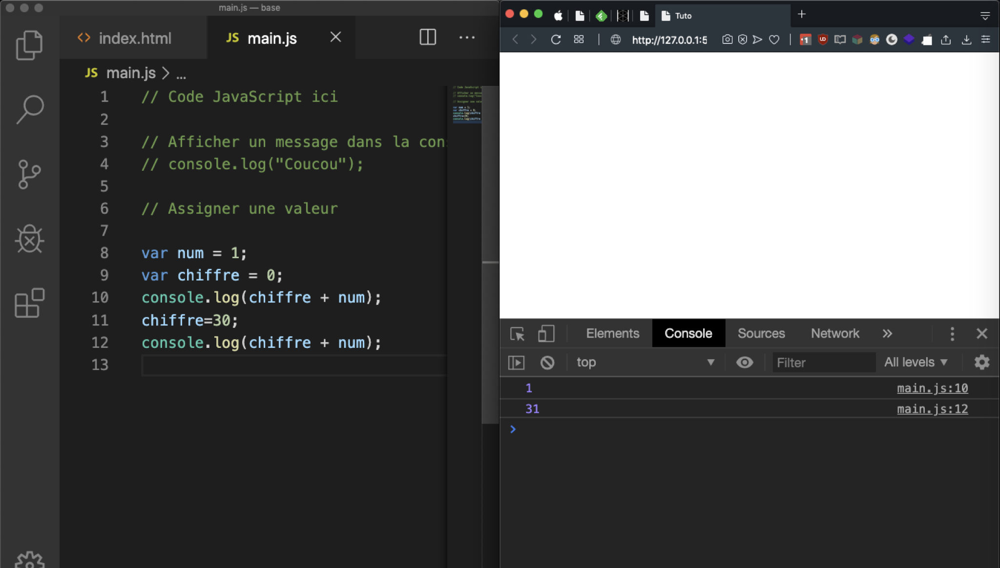 main.js — base
index.html
JS main.js
JS main.js > ...
1 // Code JavaScript ici
2
3 // Afficher un message dans la con
4 // console.log("Coucou");
5
6 // Assigner une valeur
7
8 var num = 1;
9 var chiffre = 0;
10 console.log(chiffre + num);
11 chiffre=30;
12 console.log(chiffre + num);
13
Tuto
http://127.0.0.1:5
Elements Console Sources Network »
top Filter All levels
1 main.js:10
31 main.js:12